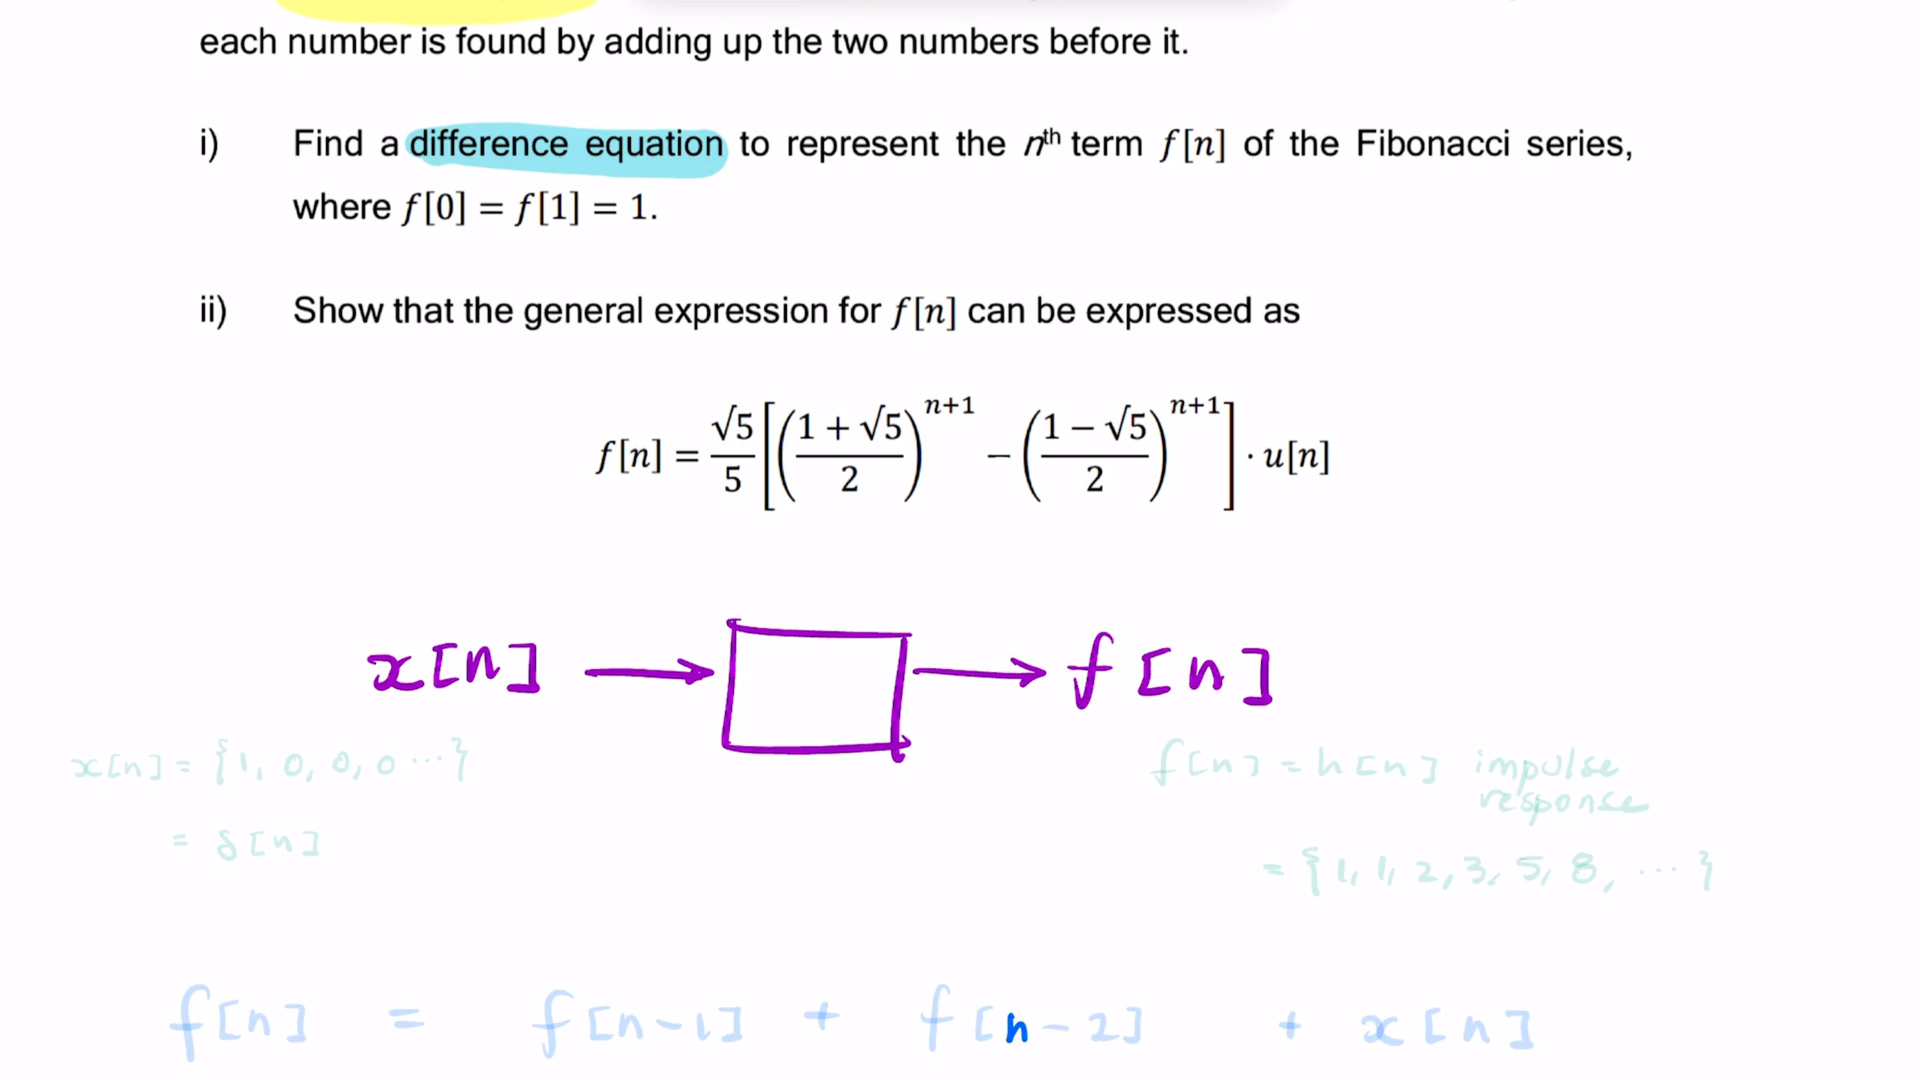 each number is found by adding up the two numbers before it.
i) Find a difference equation to represent the nth term f[n] of the Fibonacci series,
where f[0] = f[1] = 1.
ii) Show that the general expression for f[n] can be expressed as
f[n] = √5/5 [((1 + √5)/2)^(n+1) − ((1 − √5)/2)^(n+1)] · u[n]
x[n] → → f[n]
x[n] = {1, 0, 0, 0 ...}
f[n] = h[n] impulse
response
= δ[n]
= {1, 1, 2, 3, 5, 8, ... }
f[n] = f[n-1] + f[n-2] + x[n]